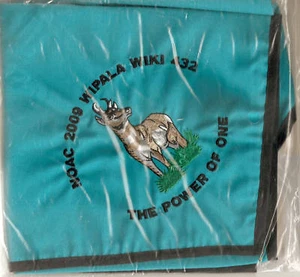 NOAC 2009 WIPALA WIKI 432
THE POWER OF ONE